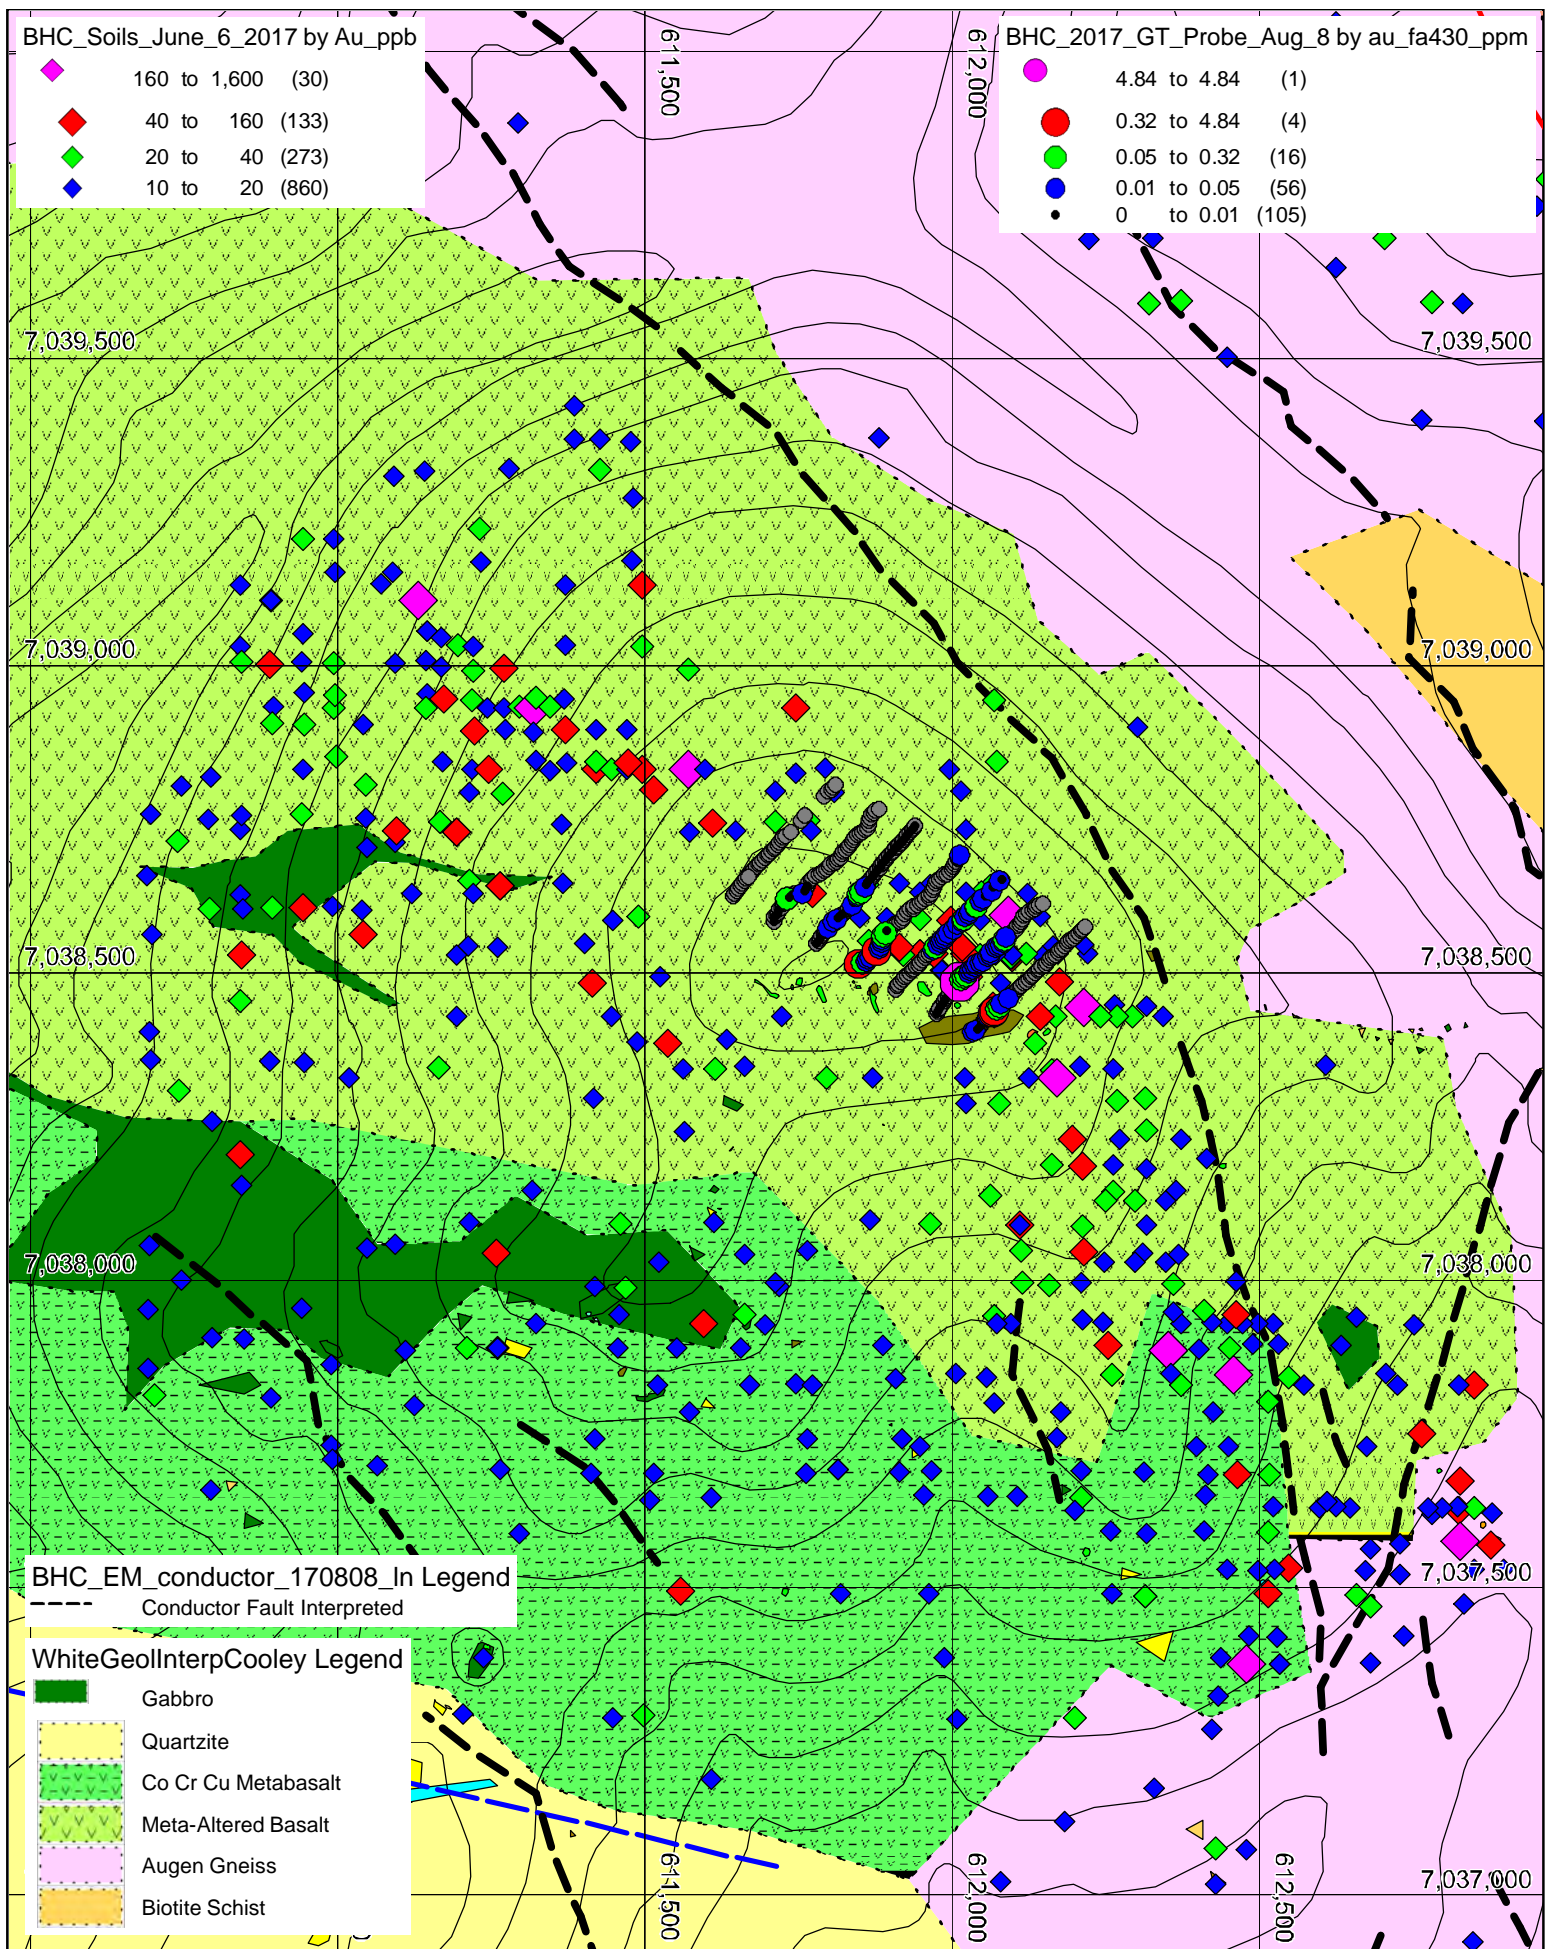 BHC_Soils_June_6_2017 by Au_ppb
160 to 1,600 (30)
40 to 160 (133)
20 to 40 (273)
10 to 20 (860)
611,500
612,000
BHC_2017_GT_Probe_Aug_8 by au_fa430_ppm
4.84 to 4.84 (1)
0.32 to 4.84 (4)
0.05 to 0.32 (16)
0.01 to 0.05 (56)
0 to 0.01 (105)
7,039,500
7,039,500
7,039,000
7,039,000
7,038,500
7,038,500
7,038,000
7,038,000
BHC_EM_conductor_170808_ln Legend
Conductor Fault Interpreted
7,037,500
WhiteGeolInterpCooley Legend
Gabbro
Quartzite
Co Cr Cu Metabasalt
Meta-Altered Basalt
Augen Gneiss
Biotite Schist
611,500
612,000
612,500
7,037,000